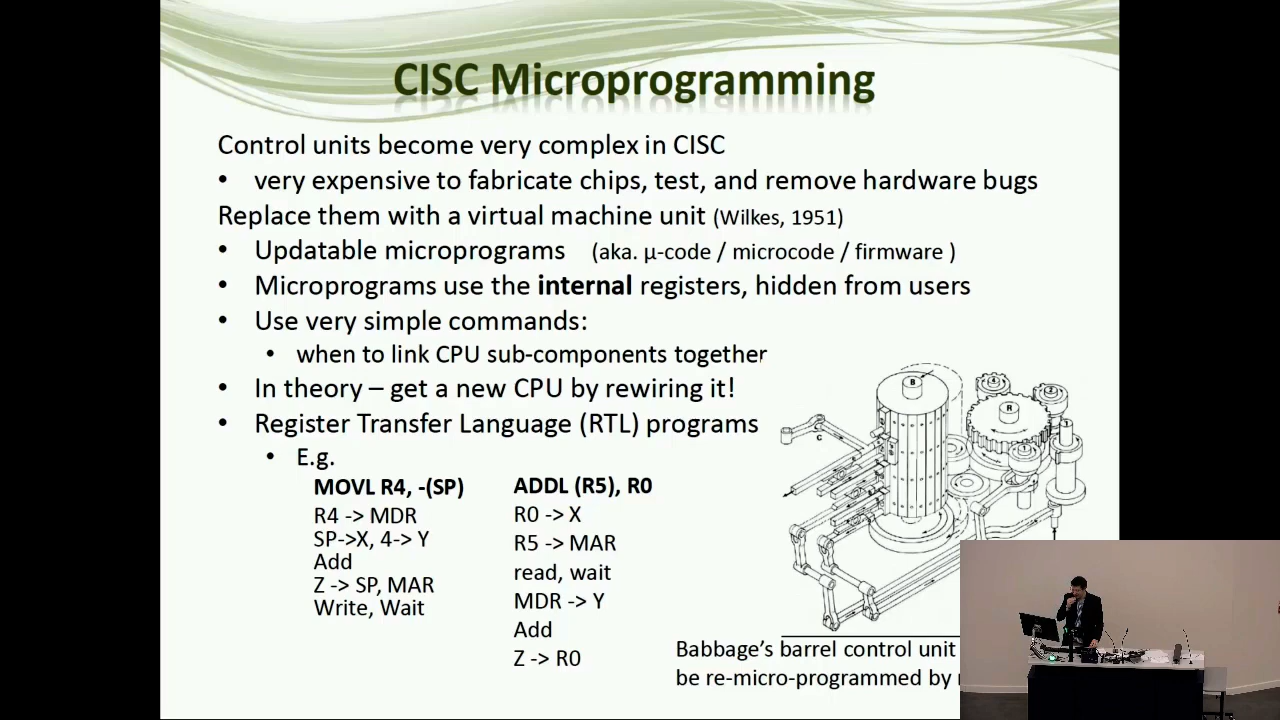 CISC Microprogramming
Control units become very complex in CISC
• very expensive to fabricate chips, test, and remove hardware bugs
Replace them with a virtual machine unit (Wilkes, 1951)
• Updatable microprograms (aka. µ-code / microcode / firmware )
• Microprograms use the internal registers, hidden from users
• Use very simple commands:
• when to link CPU sub-components together
• In theory – get a new CPU by rewiring it!
• Register Transfer Language (RTL) programs
• E.g.
MOVL R4, -(SP)
R4 -> MDR
SP->X, 4-> Y
Add
Z -> SP, MAR
Write, Wait
ADDL (R5), R0
R0 -> X
R5 -> MAR
read, wait
MDR -> Y
Add
Z -> R0
B
R
C
Babbage's barrel control unit
be re-micro-programmed by